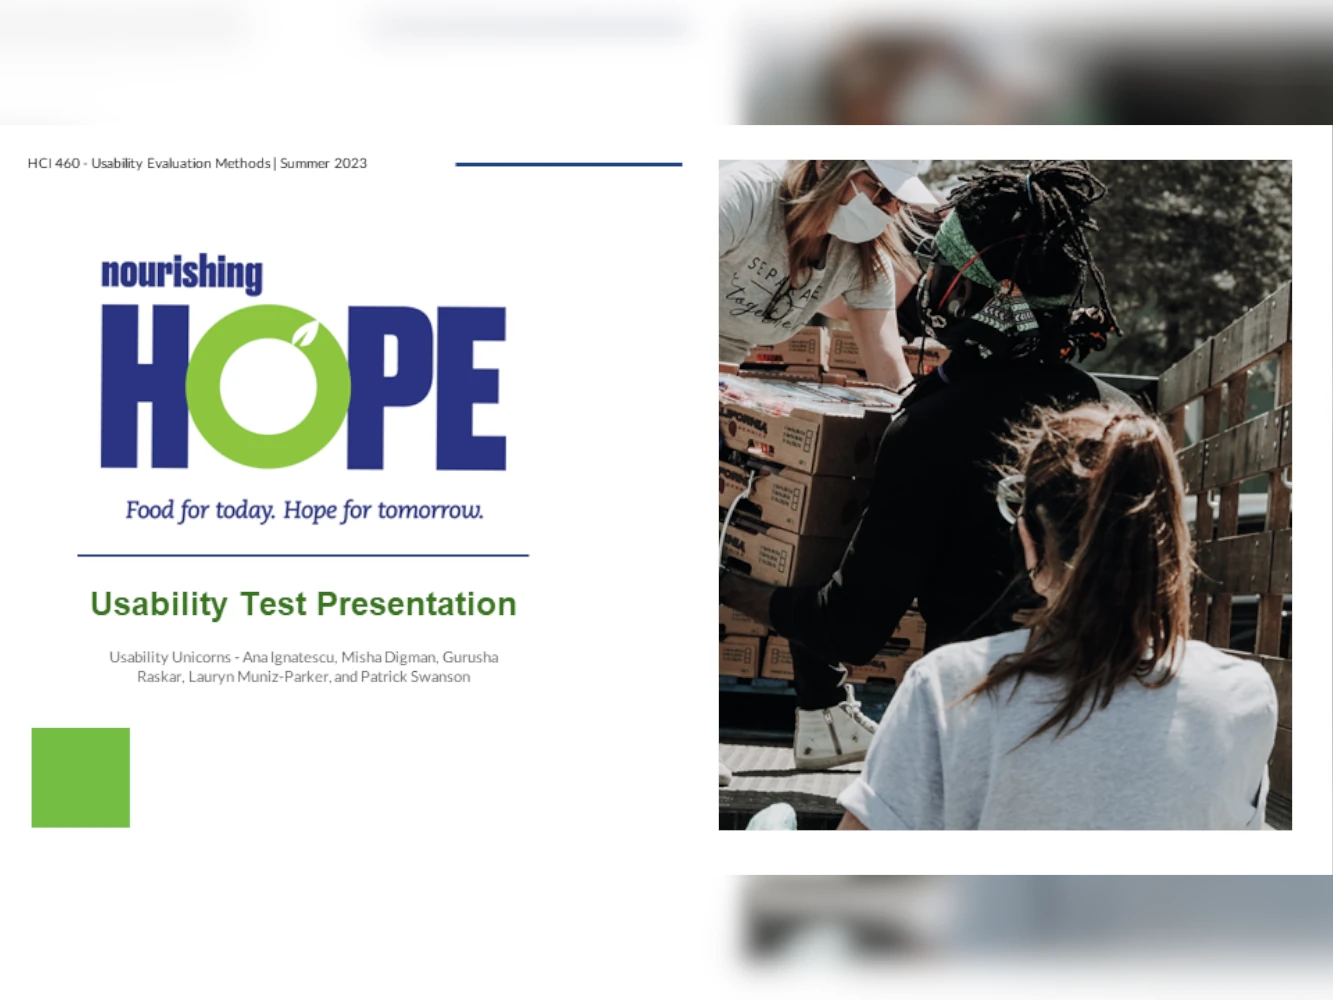 HCI 460 - Usability Evaluation Methods | Summer 2023
nourishing
HOPE
Food for today. Hope for tomorrow.
Usability Test Presentation
Usability Unicorns - Ana Ignatescu, Misha Digman, Gurusha
Raskar, Lauryn Muniz-Parker, and Patrick Swanson
together